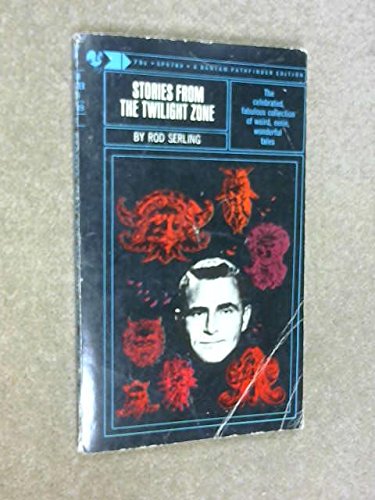 75¢ • SP5789 • A BANTAM PATHFINDER EDITION
STORIES FROM
THE TWILIGHT ZONE
BY ROD SERLING
The
celebrated,
fabulous collection
of weird, eerie,
wonderful
tales